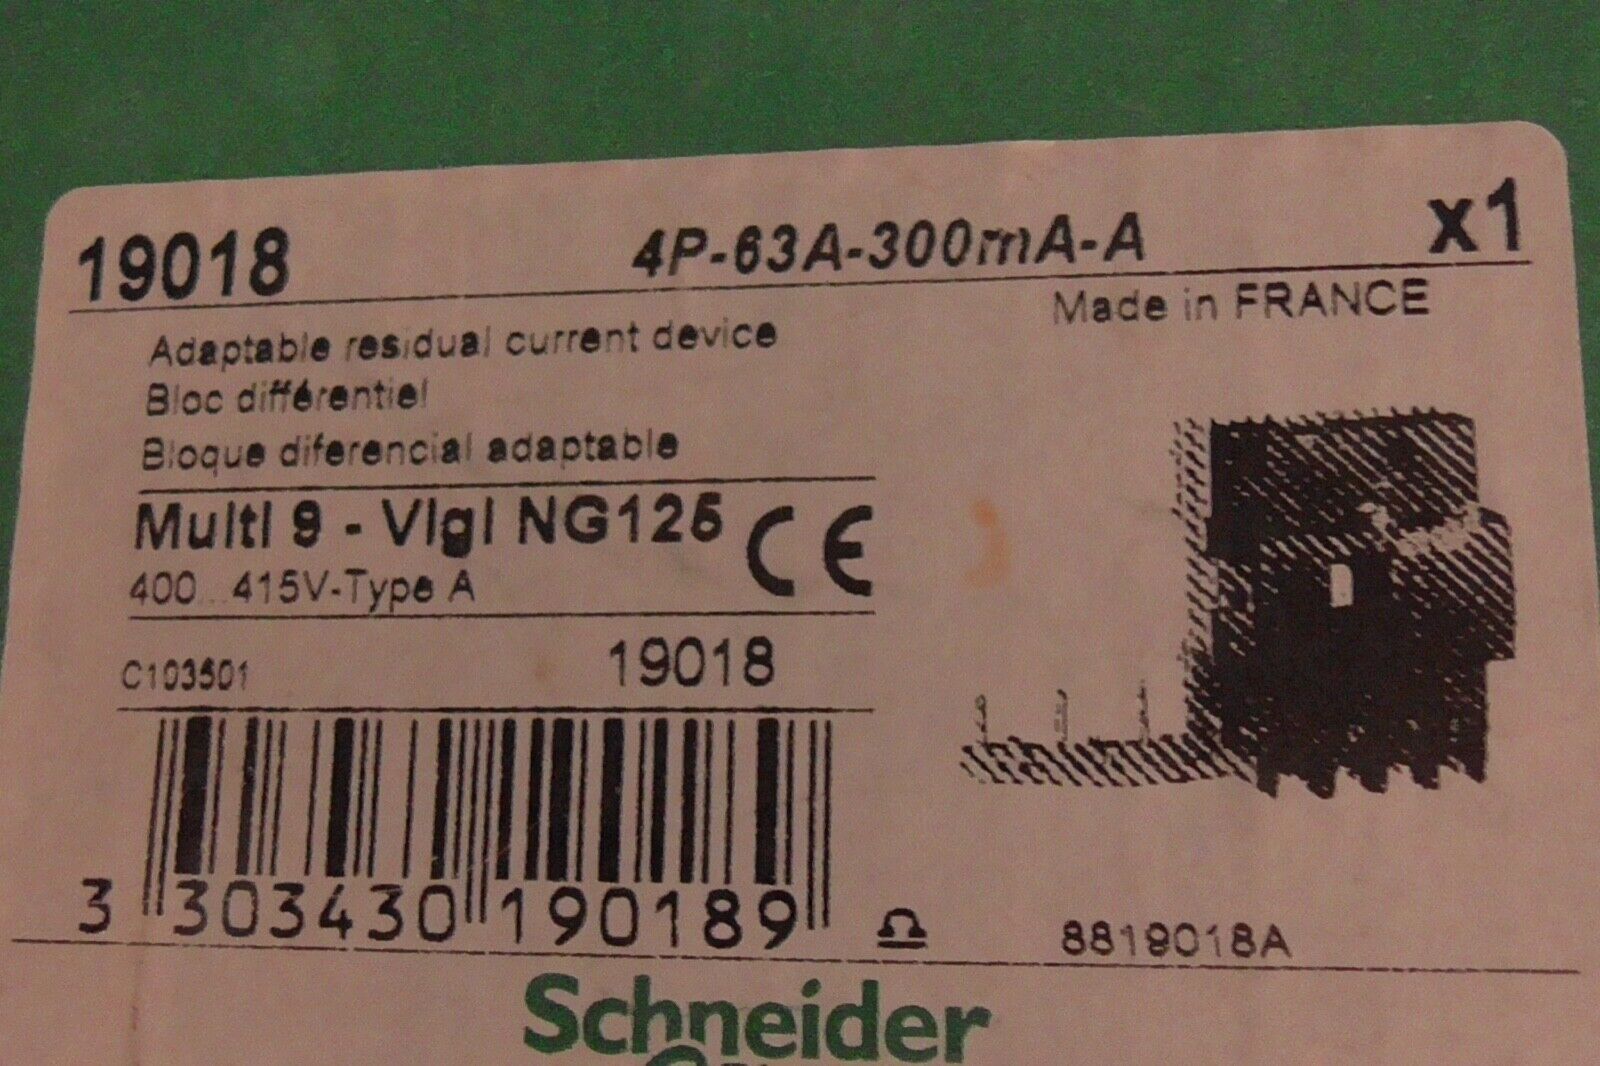 19018 4P-63A-300mA-A x1
Made in FRANCE
Adaptable residual current device
Bloc différentiel
Bloque diferencial adaptable
Multi 9 - Vigi NG125 CE
400...415V-Type A
C103501 19018
3 303430 190189
8819018A
Schneider